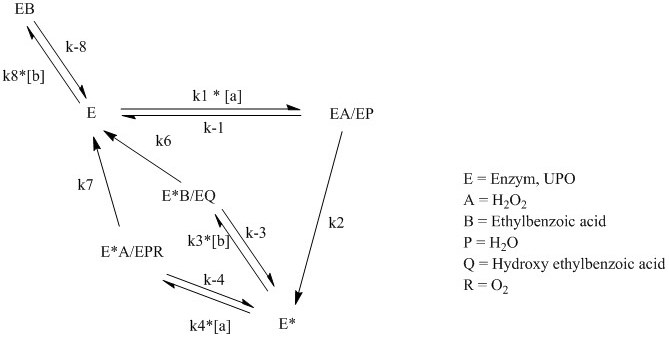 EB
k-8
k8*[b]
E
k1 * [a]
k-1
EA/EP
k6
k7
E*B/EQ
k2
k3*[b]
k-3
E*A/EPR
k-4
k4*[a]
E*
E = Enzym, UPO
A = H₂O₂
B = Ethylbenzoic acid
P = H₂O
Q = Hydroxy ethylbenzoic acid
R = O₂